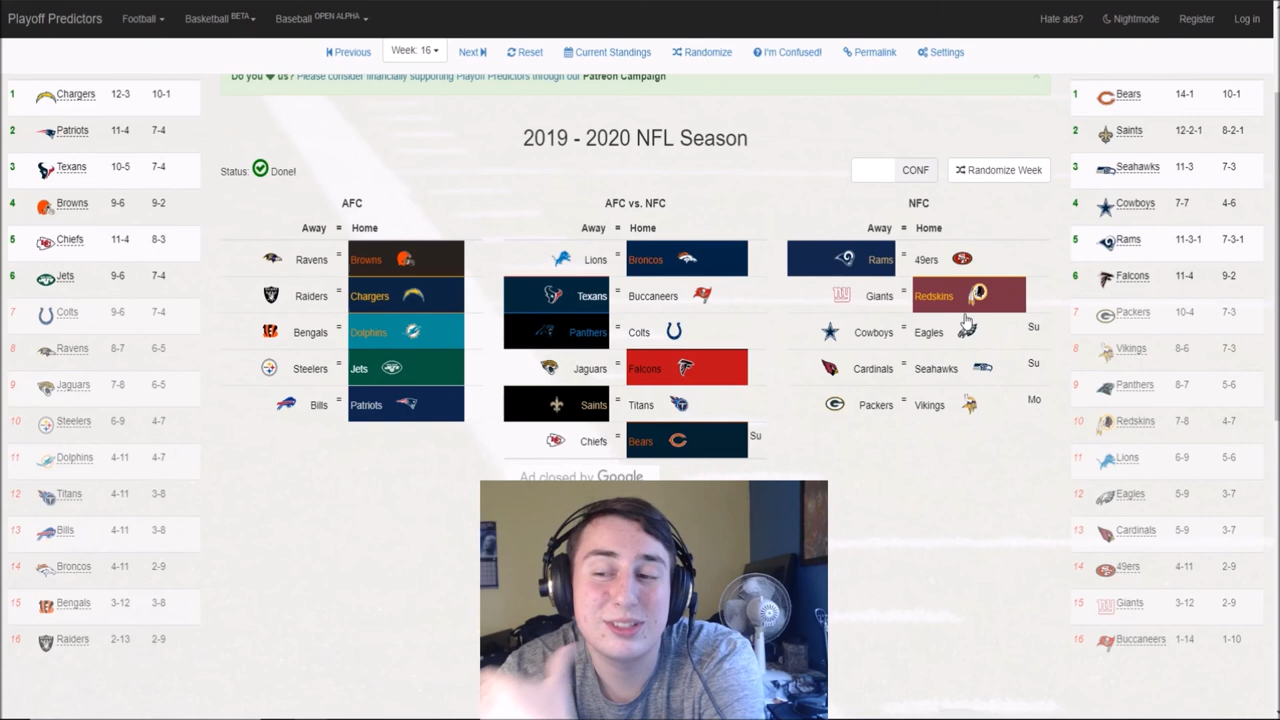 Playoff Predictors Football Basketball BETA Baseball OPEN ALPHA Hate ads? Nightmode Register Log in
Previous Week: 16 Next Reset Current Standings Randomize I'm Confused! Permalink Settings
Do you us? Please consider financially supporting Playoff Predictors through our Patreon Campaign ×
2019 - 2020 NFL Season
Status: Done! CONF Randomize Week
1 Chargers 12-3 10-1
2 Patriots 11-4 7-4
3 Texans 10-5 7-4
4 Browns 9-6 9-2
5 Chiefs 11-4 8-3
6 Jets 9-6 7-4
7 Colts 9-6 7-4
8 Ravens 8-7 6-5
9 Jaguars 7-8 6-5
10 Steelers 6-9 4-7
11 Dolphins 4-11 4-7
12 Titans 4-11 3-8
13 Bills 4-11 3-8
14 Broncos 4-11 2-9
15 Bengals 3-12 3-8
16 Raiders 2-13 2-9
AFC
Away = Home
Ravens = Browns
Raiders = Chargers
Bengals = Dolphins
Steelers = Jets
Bills = Patriots
AFC vs. NFC
Away = Home
Lions = Broncos
Texans = Buccaneers
Panthers = Colts
Jaguars = Falcons
Saints = Titans
Chiefs = Bears Su
Ad closed by Google
NFC
Away = Home
Rams = 49ers
Giants = Redskins
Cowboys = Eagles Su
Cardinals = Seahawks Su
Packers = Vikings Mo
1 Bears 14-1 10-1
2 Saints 12-2-1 8-2-1
3 Seahawks 11-3 7-3
4 Cowboys 7-7 4-6
5 Rams 11-3-1 7-3-1
6 Falcons 11-4 9-2
7 Packers 10-4 7-3
8 Vikings 8-6 7-3
9 Panthers 8-7 5-6
10 Redskins 7-8 4-7
11 Lions 6-9 5-6
12 Eagles 5-9 3-7
13 Cardinals 5-9 3-7
14 49ers 4-11 2-9
15 Giants 3-12 2-9
16 Buccaneers 1-14 1-10